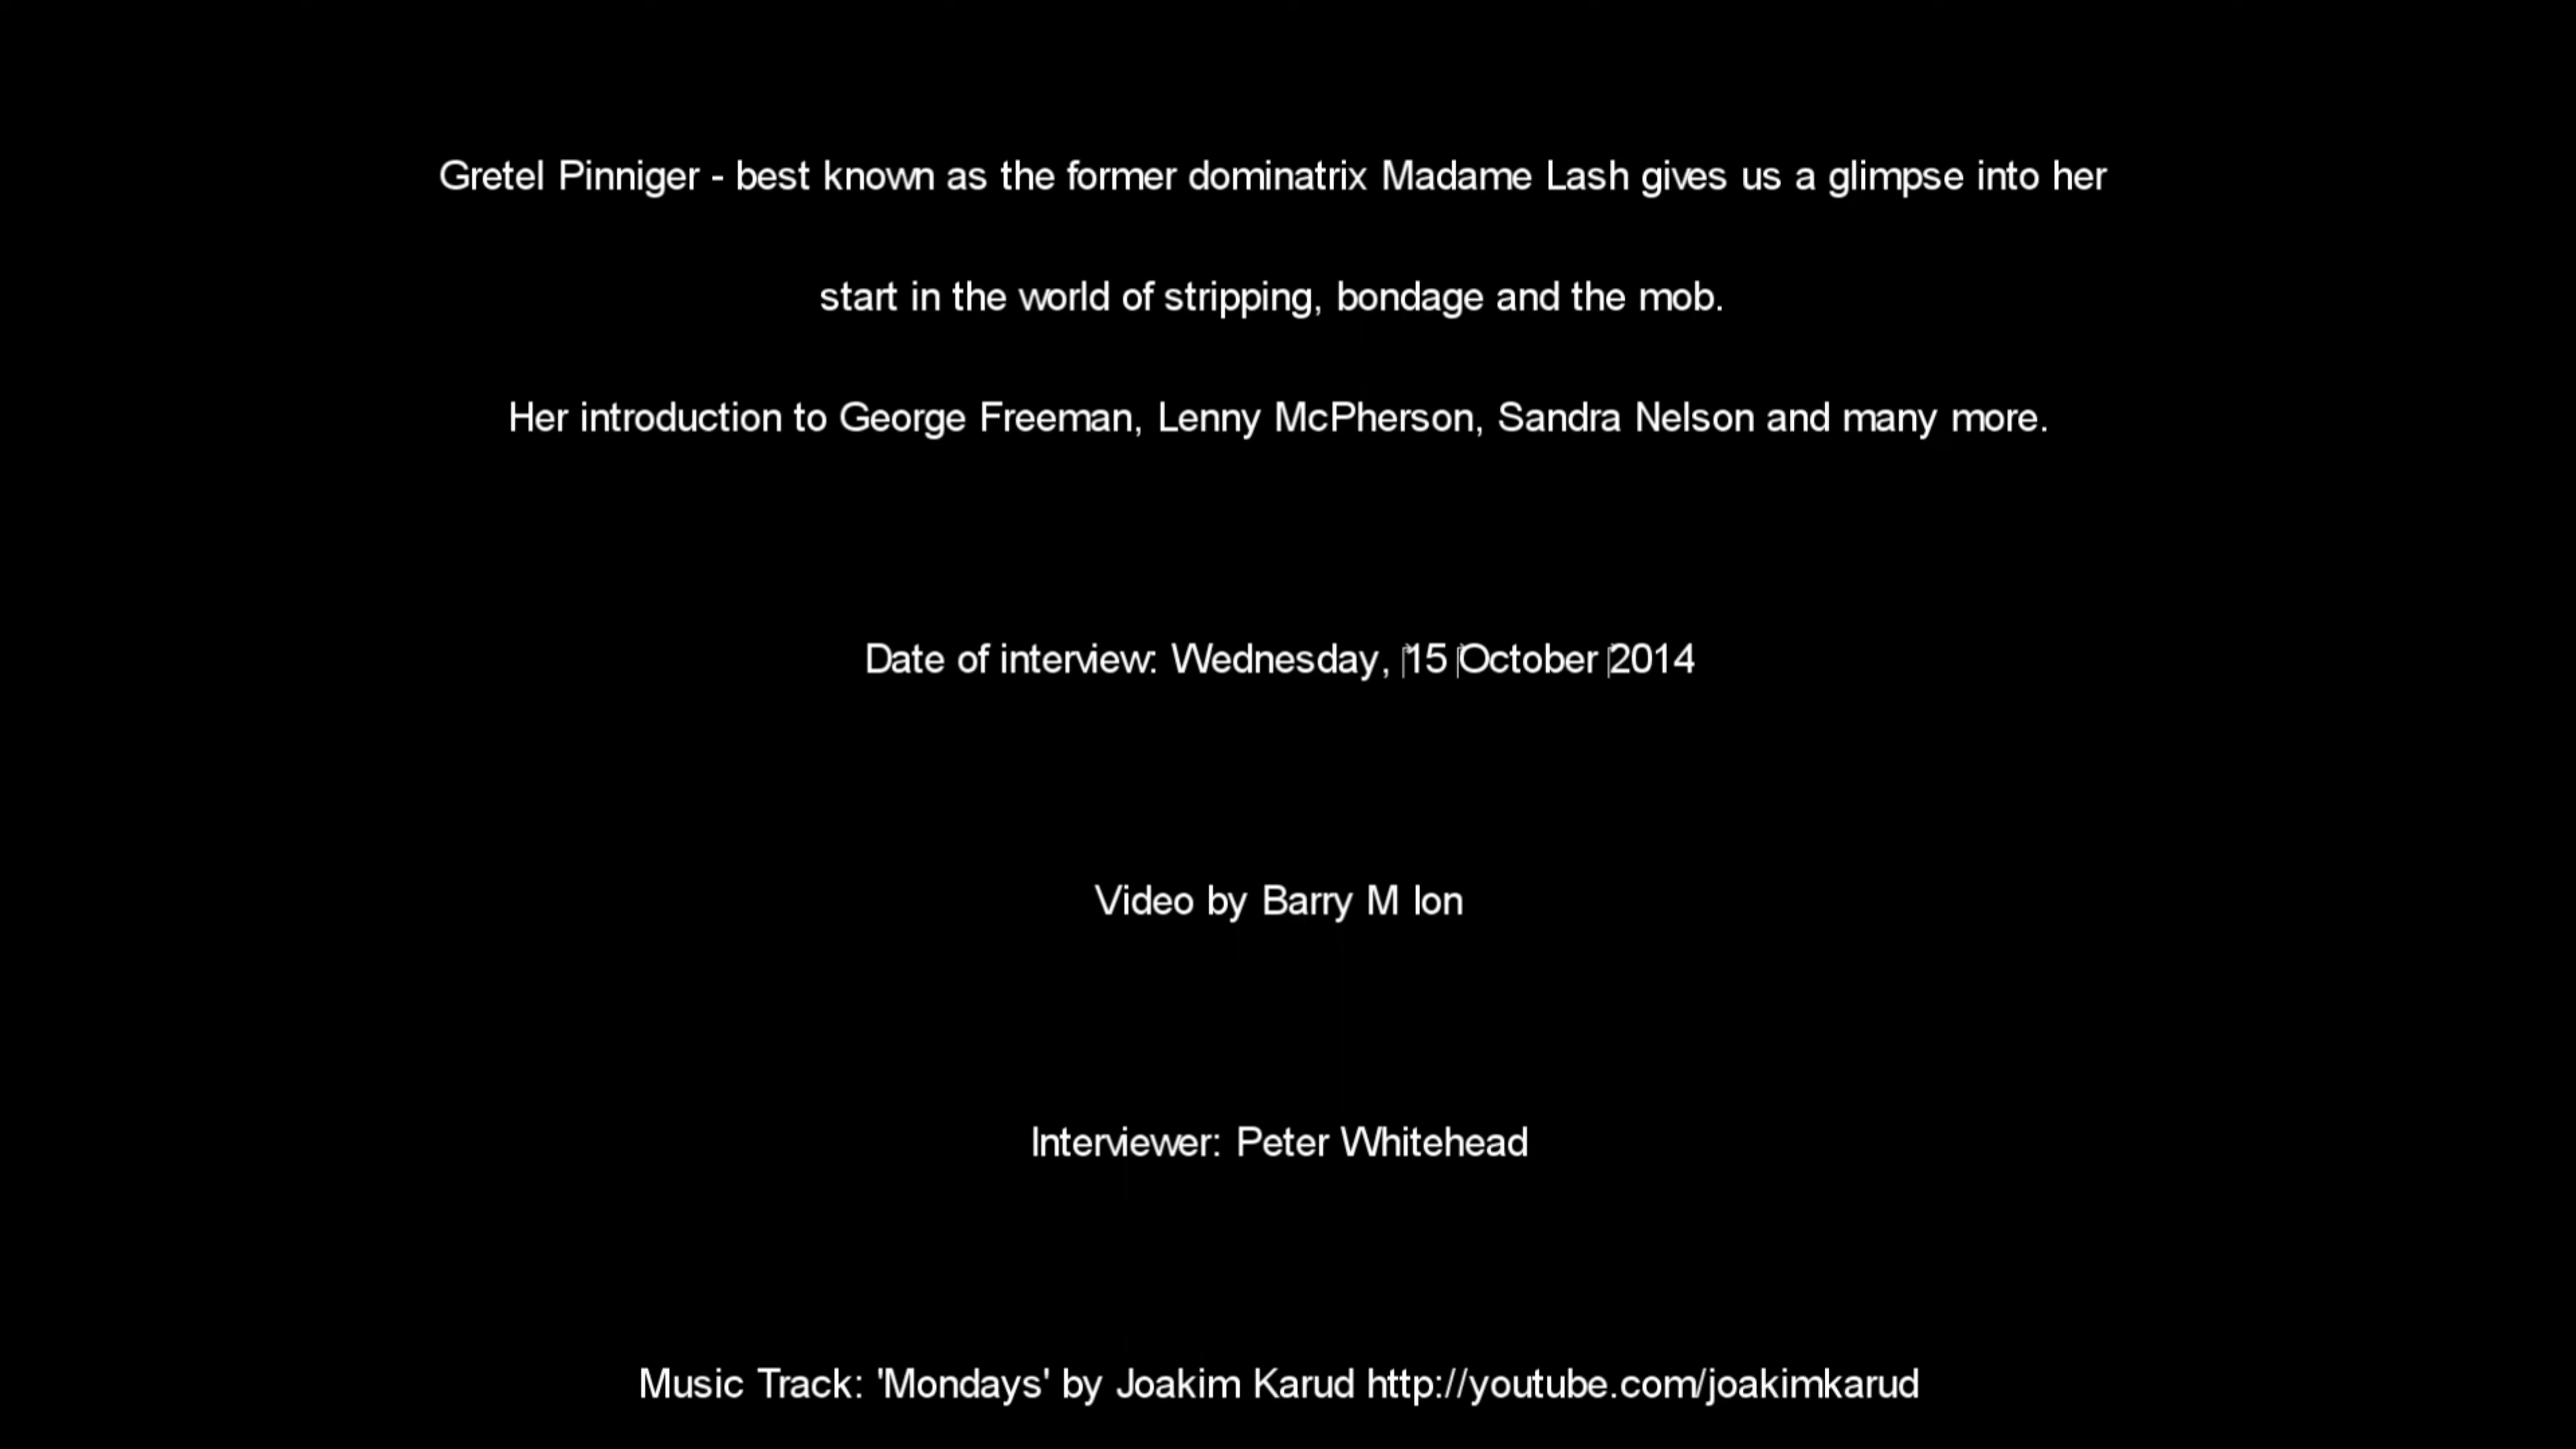 Gretel Pinniger - best known as the former dominatrix Madame Lash gives us a glimpse into her
start in the world of stripping, bondage and the mob.
Her introduction to George Freeman, Lenny McPherson, Sandra Nelson and many more.
Date of interview: Wednesday, 15 October 2014
Video by Barry M Ion
Interviewer: Peter Whitehead
Music Track: 'Mondays' by Joakim Karud http://youtube.com/joakimkarud